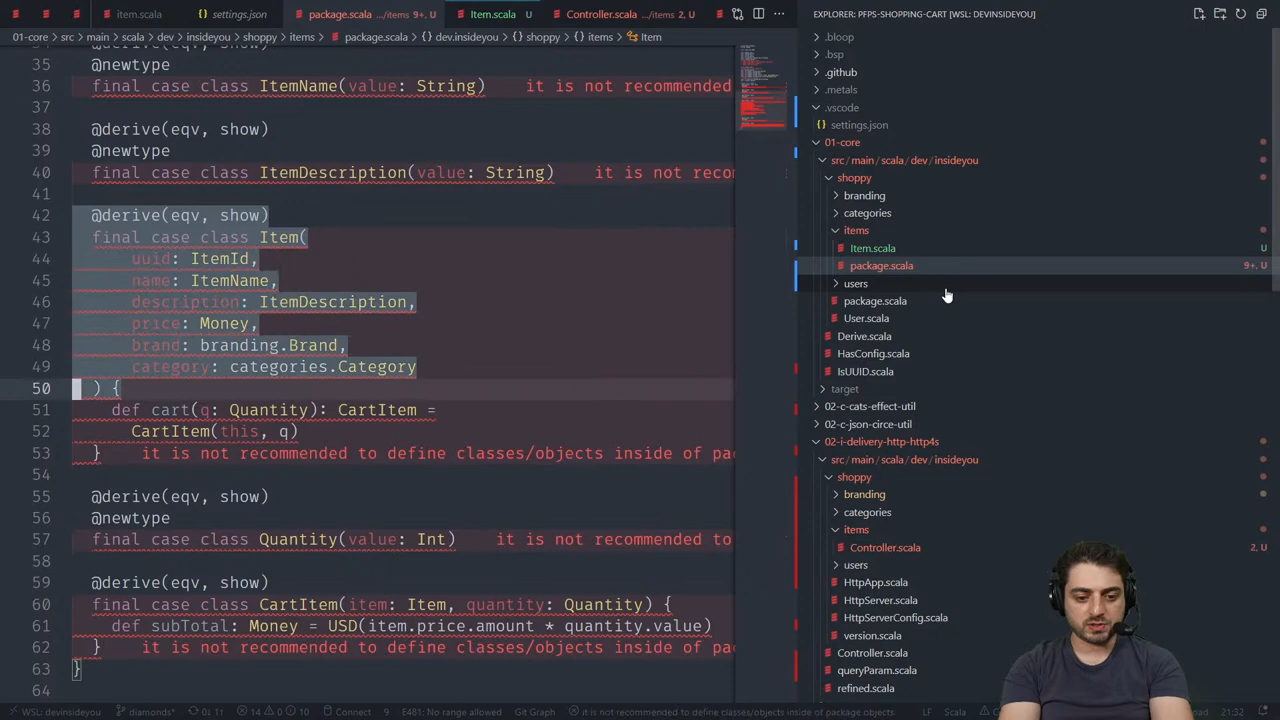 item.scala
settings.json
package.scala .../items 9+, U
Item.scala U
Controller.scala .../items 2, U
01-core > src > main > scala > dev > insideyou > shoppy > items > package.scala > {} dev.insideyou > {} shoppy > {} items > Item
35
36
37
38
39
40
41
42
43
44
45
46
47
48
49
50
51
52
53
54
55
56
57
58
59
60
61
62
63
64
@newtype
final case class ItemName(value: String) it is not recommended
@derive(eqv, show)
@newtype
final case class ItemDescription(value: String) it is not reco
@derive(eqv, show)
final case class Item(
uuid: ItemId,
name: ItemName,
description: ItemDescription,
price: Money,
brand: branding.Brand,
category: categories.Category
) {
def cart(q: Quantity): CartItem =
CartItem(this, q)
} it is not recommended to define classes/objects inside of pac
@derive(eqv, show)
@newtype
final case class Quantity(value: Int) it is not recommended to
@derive(eqv, show)
final case class CartItem(item: Item, quantity: Quantity) {
def subTotal: Money = USD(item.price.amount * quantity.value)
} it is not recommended to define classes/objects inside of pac
}
EXPLORER: PFPS-SHOPPING-CART [WSL: DEVINSIDEYOU]
.bloop
.bsp
.github
.metals
.vscode
{} settings.json
01-core
src / main / scala / dev / insideyou
shoppy
branding
categories
items
Item.scala U
package.scala 9+, U
users
package.scala
User.scala
Derive.scala
HasConfig.scala
IsUUID.scala
target
02-c-cats-effect-util
02-c-json-circe-util
02-i-delivery-http-http4s
src / main / scala / dev / insideyou
shoppy
branding
categories
items
Controller.scala 2, U
users
HttpApp.scala
HttpServer.scala
HttpServerConfig.scala
version.scala
Controller.scala
queryParam.scala
refined.scala
WSL: devinsideyou diamonds* 0↓ 1↑ 14 0 10 Connect 9 E481: No range allowed Git Graph it is not recommended to define classes/objects inside of package objects LF Scala 21:32